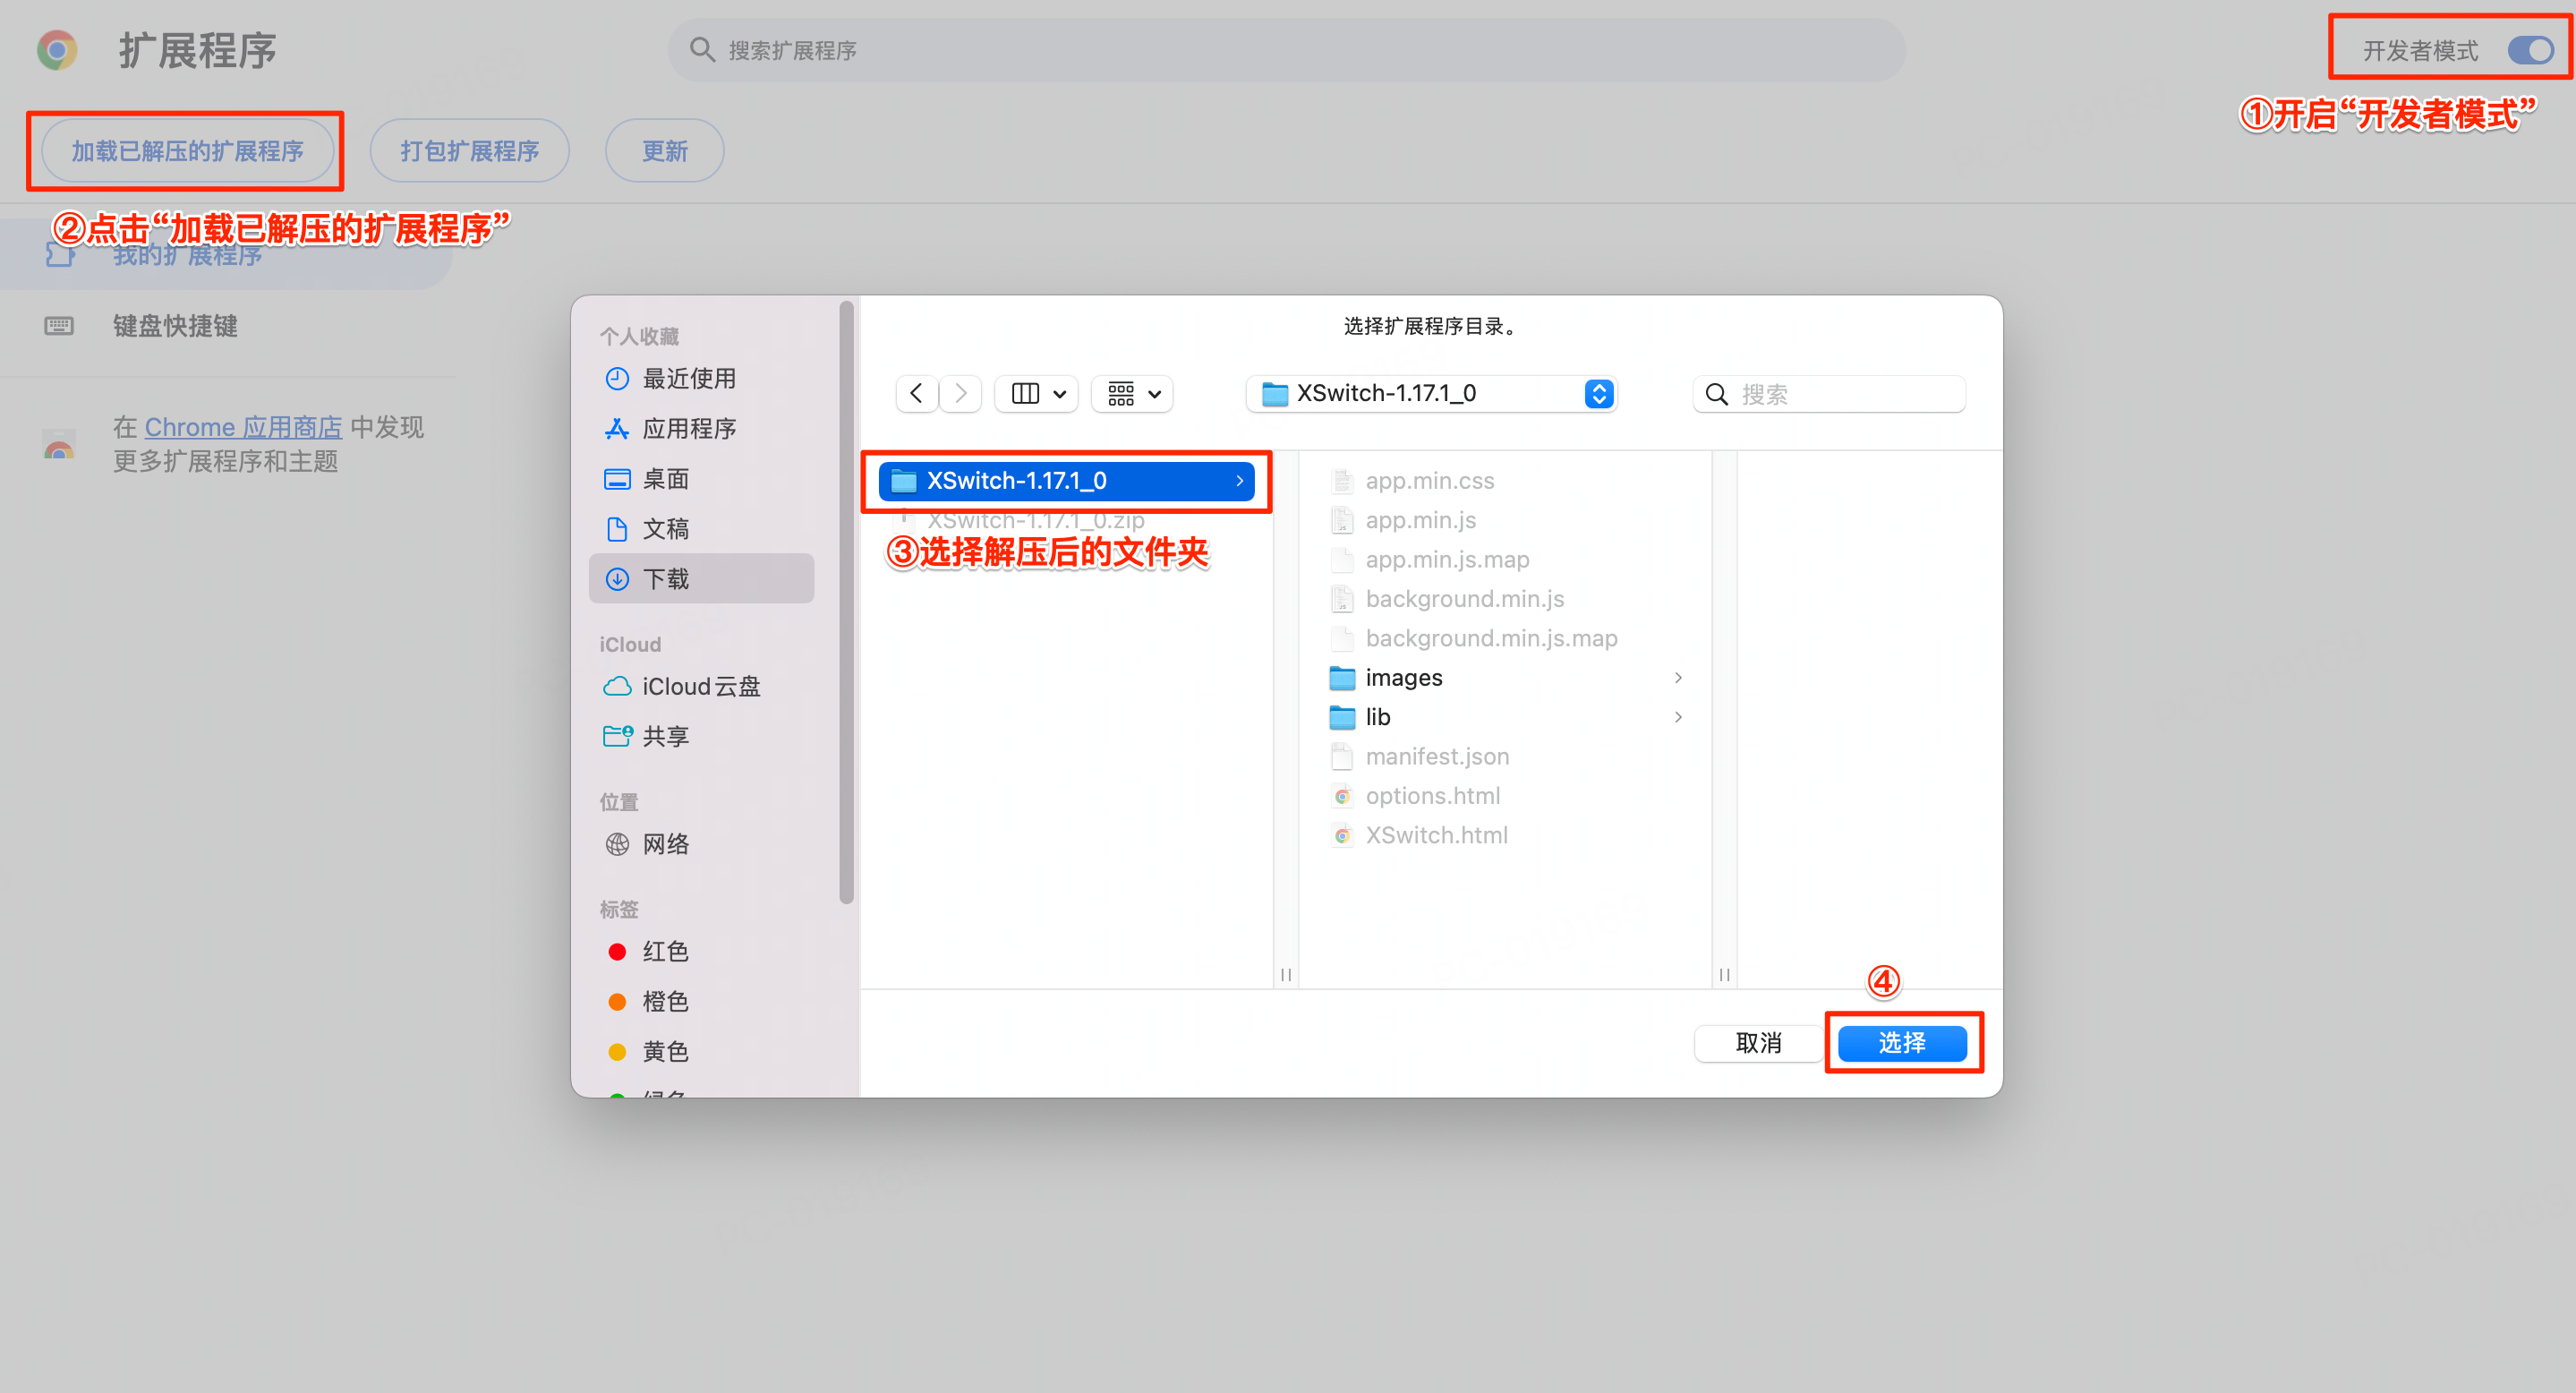 扩展程序
搜索扩展程序
开发者模式
①开启“开发者模式”
加载已解压的扩展程序
打包扩展程序
更新
②点击“加载已解压的扩展程序”
我的扩展程序
键盘快捷键
在 Chrome 应用商店 中发现
更多扩展程序和主题
选择扩展程序目录。
个人收藏
最近使用
应用程序
桌面
文稿
下载
iCloud
iCloud云盘
共享
位置
网络
标签
红色
橙色
黄色
绿色
XSwitch-1.17.1_0
搜索
XSwitch-1.17.1_0
XSwitch-1.17.1_0.zip
③选择解压后的文件夹
app.min.css
app.min.js
app.min.js.map
background.min.js
background.min.js.map
images
lib
manifest.json
options.html
XSwitch.html
④
取消
选择